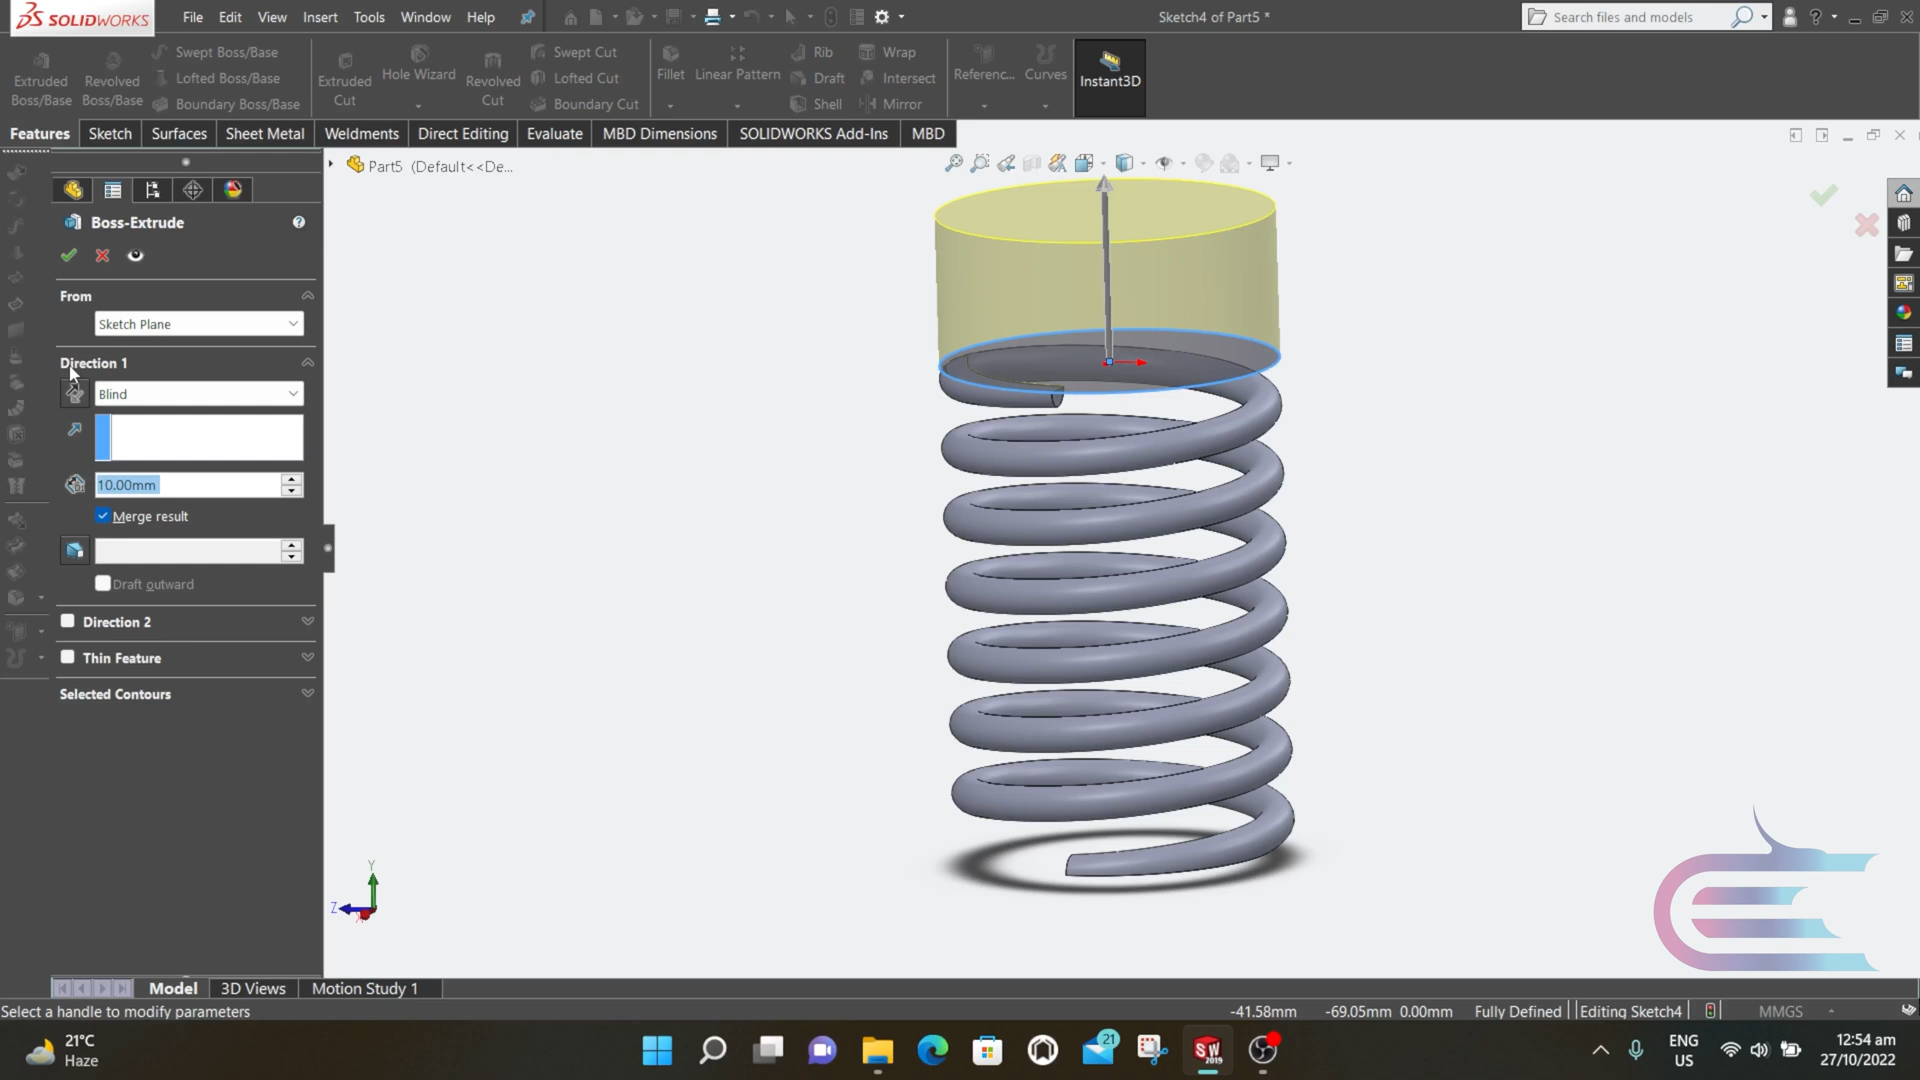 SOLIDWORKS
File Edit View Insert Tools Window Help
Sketch4 of Part5 *
Search files and models
Extruded Boss/Base
Revolved Boss/Base
Swept Boss/Base
Lofted Boss/Base
Boundary Boss/Base
Extruded Cut
Hole Wizard
Revolved Cut
Swept Cut
Lofted Cut
Boundary Cut
Fillet
Linear Pattern
Rib
Draft
Shell
Wrap
Intersect
Mirror
Referenc...
Curves
Instant3D
Features Sketch Surfaces Sheet Metal Weldments Direct Editing Evaluate MBD Dimensions SOLIDWORKS Add-Ins MBD
Part5 (Default<<De...
Boss-Extrude
From
Sketch Plane
Direction 1
Blind
10.00mm
Merge result
Draft outward
Direction 2
Thin Feature
Selected Contours
Y
Z
X
Model 3D Views Motion Study 1
Select a handle to modify parameters
-41.58mm -69.05mm 0.00mm Fully Defined Editing Sketch4 MMGS
21°C
Haze
21
SW
2019
ENG
US
12:54 am
27/10/2022